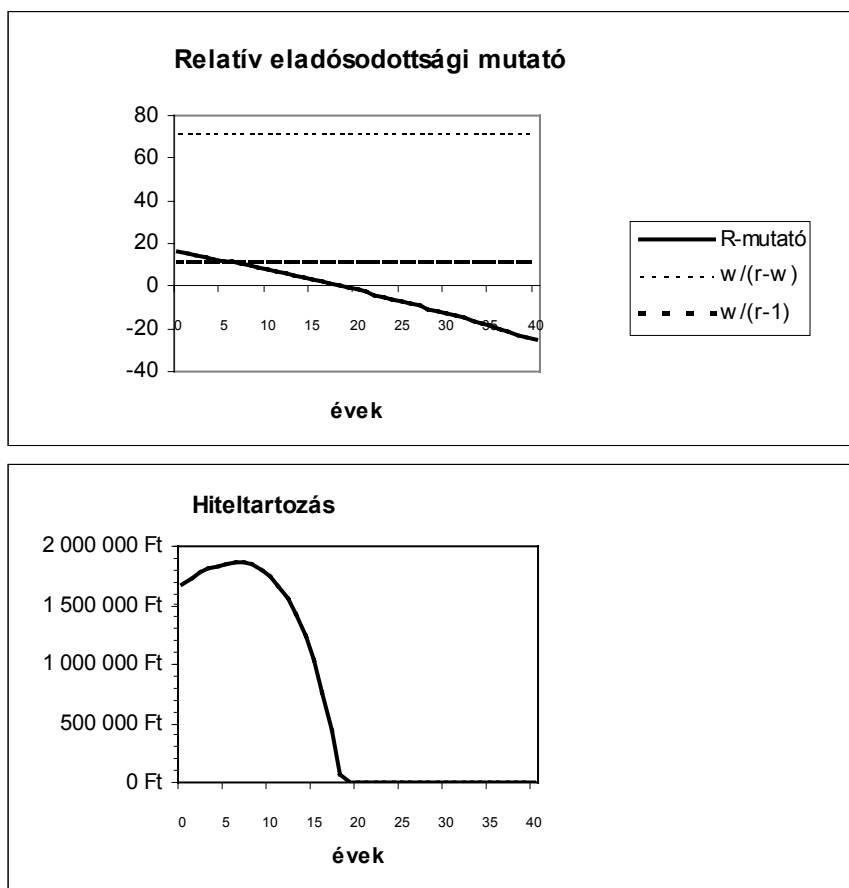 Relatív eladósodottsági mutató
80
60
40
20
0
-20
-40
0 5 10 15 20 25 30 35 40
évek
R-mutató
w/(r-w)
w/(r-1)
Hiteltartozás
2 000 000 Ft
1 500 000 Ft
1 000 000 Ft
500 000 Ft
0 Ft
0 5 10 15 20 25 30 35 40
évek